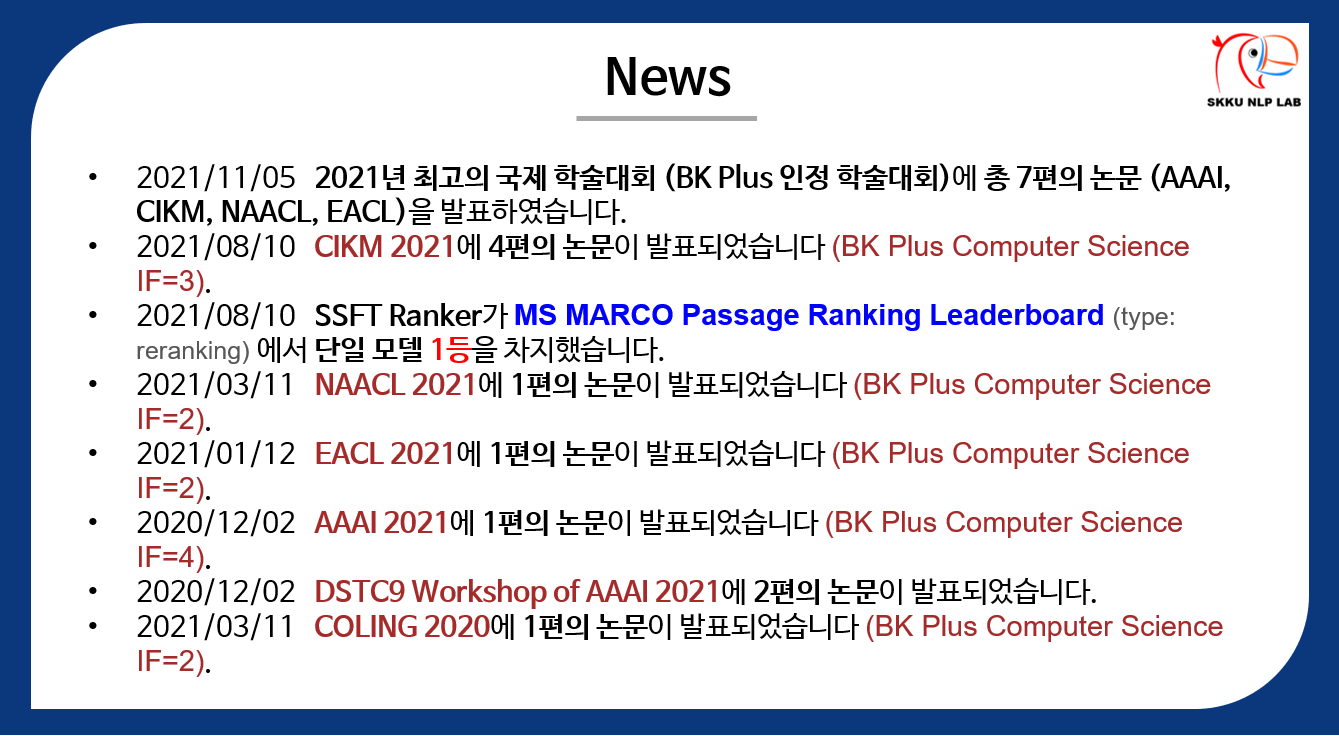 News
SKKU NLP LAB
• 2021/11/05 2021년 최고의 국제 학술대회 (BK Plus 인정 학술대회)에 총 7편의 논문 (AAAI,
CIKM, NAACL, EACL)을 발표하였습니다.
• 2021/08/10 CIKM 2021에 4편의 논문이 발표되었습니다 (BK Plus Computer Science
IF=3).
• 2021/08/10 SSFT Ranker가 MS MARCO Passage Ranking Leaderboard (type:
reranking) 에서 단일 모델 1등을 차지했습니다.
• 2021/03/11 NAACL 2021에 1편의 논문이 발표되었습니다 (BK Plus Computer Science
IF=2).
• 2021/01/12 EACL 2021에 1편의 논문이 발표되었습니다 (BK Plus Computer Science
IF=2).
• 2020/12/02 AAAI 2021에 1편의 논문이 발표되었습니다 (BK Plus Computer Science
IF=4).
• 2020/12/02 DSTC9 Workshop of AAAI 2021에 2편의 논문이 발표되었습니다.
• 2021/03/11 COLING 2020에 1편의 논문이 발표되었습니다 (BK Plus Computer Science
IF=2).